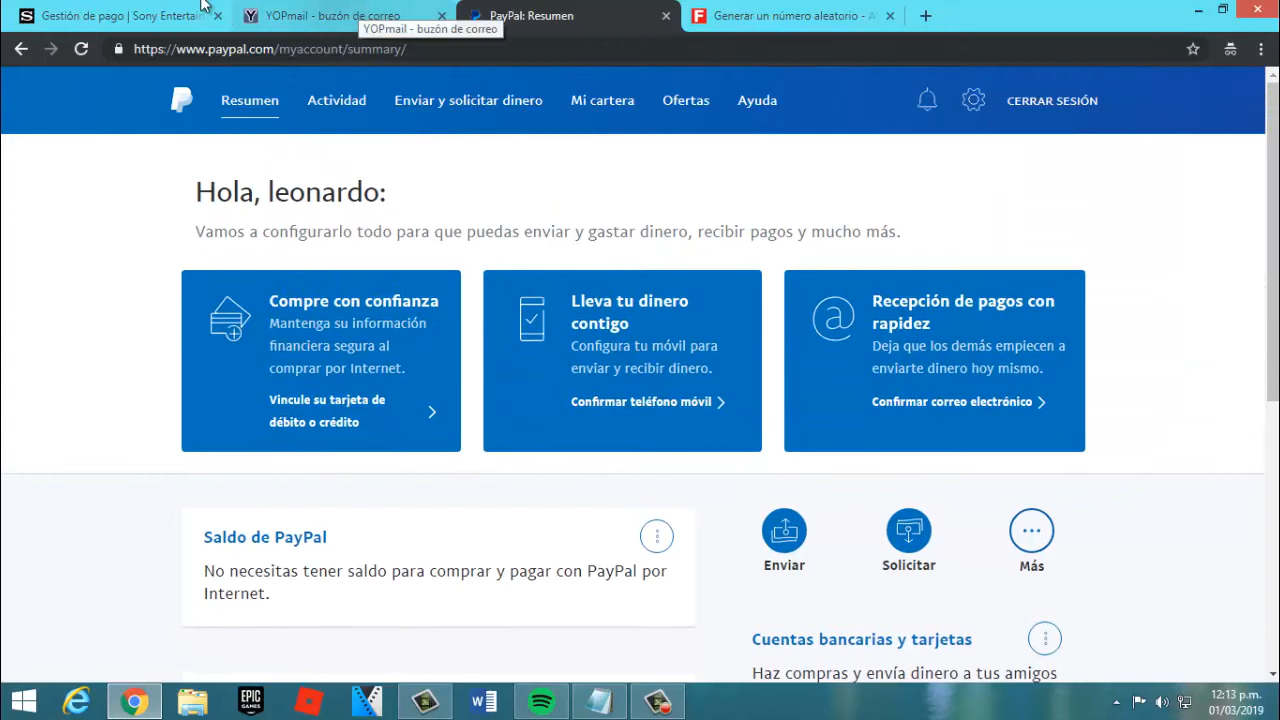 Gestión de pago | Sony Entertain
YOPmail - buzón de correo
PayPal: Resumen
Generar un número aleatorio - A
YOPmail - buzón de correo
https://www.paypal.com/myaccount/summary/
Resumen
Actividad
Enviar y solicitar dinero
Mi cartera
Ofertas
Ayuda
CERRAR SESIÓN
Hola, leonardo:
Vamos a configurarlo todo para que puedas enviar y gastar dinero, recibir pagos y mucho más.
Compre con confianza
Mantenga su información
financiera segura al
comprar por Internet.
Vincule su tarjeta de
débito o crédito
Lleva tu dinero
contigo
Configura tu móvil para
enviar y recibir dinero.
Confirmar teléfono móvil
Recepción de pagos con
rapidez
Deja que los demás empiecen a
enviarte dinero hoy mismo.
Confirmar correo electrónico
Saldo de PayPal
No necesitas tener saldo para comprar y pagar con PayPal por
Internet.
Enviar
Solicitar
Más
Cuentas bancarias y tarjetas
Haz compras y envía dinero a tus amigos
EPIC
GAMES
12:13 p.m.
01/03/2019